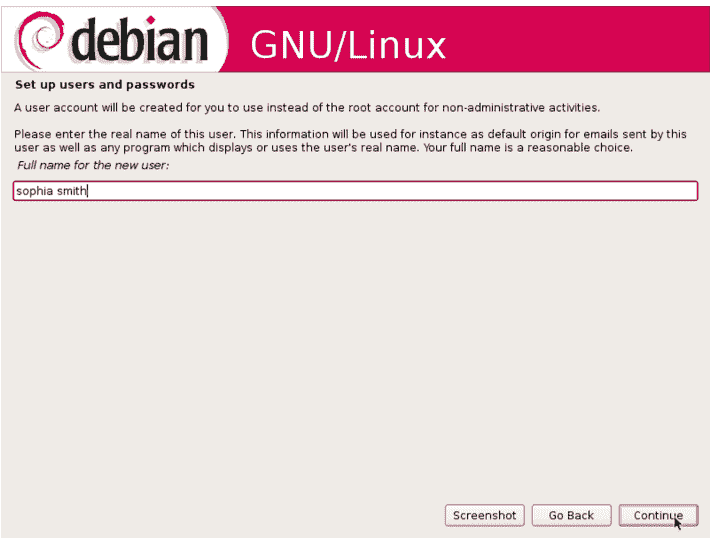 debian GNU/Linux
Set up users and passwords
A user account will be created for you to use instead of the root account for non-administrative activities.
Please enter the real name of this user. This information will be used for instance as default origin for emails sent by this
user as well as any program which displays or uses the user's real name. Your full name is a reasonable choice.
Full name for the new user:
sophia smith
Screenshot Go Back Continue